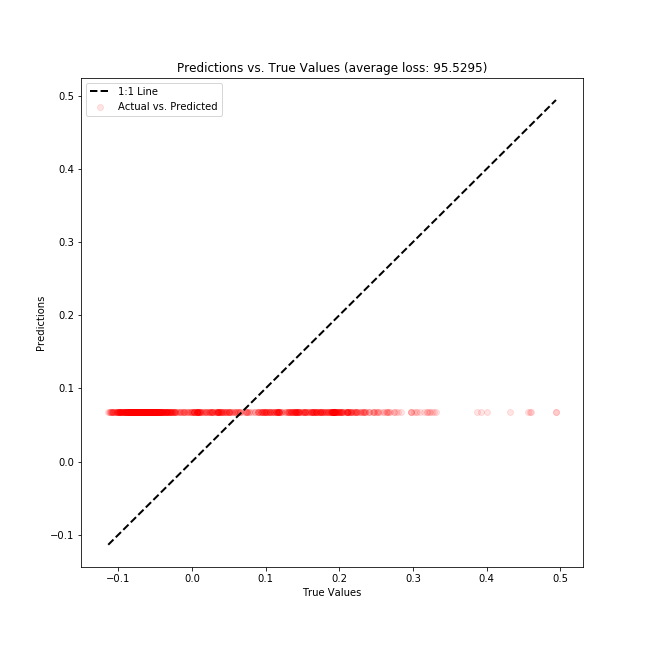 Predictions vs. True Values (average loss: 95.5295)
1:1 Line
Actual vs. Predicted
0.5
0.4
0.3
0.2
0.1
0.0
−0.1
Predictions
−0.1 0.0 0.1 0.2 0.3 0.4 0.5
True Values